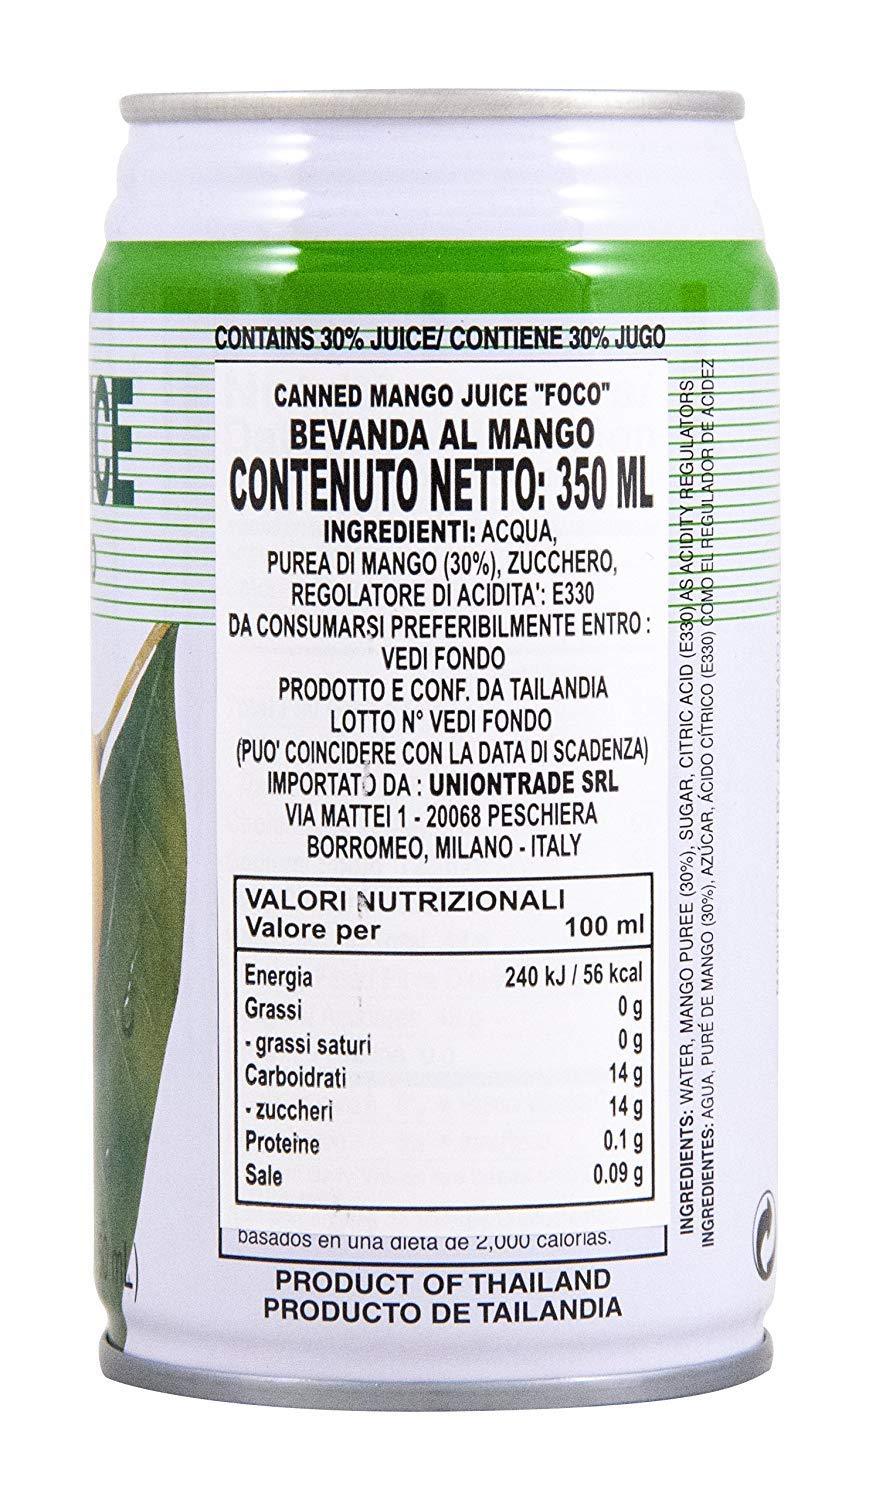 CONTAINS 30% JUICE/ CONTIENE 30% JUGO
CANNED MANGO JUICE "FOCO"
BEVANDA AL MANGO
CONTENUTO NETTO: 350 ML
INGREDIENTI: ACQUA,
PUREA DI MANGO (30%), ZUCCHERO,
REGOLATORE DI ACIDITA': E330
DA CONSUMARSI PREFERIBILMENTE ENTRO :
VEDI FONDO
PRODOTTO E CONF. DA TAILANDIA
LOTTO N° VEDI FONDO
(PUO' COINCIDERE CON LA DATA DI SCADENZA)
IMPORTATO DA : UNIONTRADE SRL
VIA MATTEI 1 - 20068 PESCHIERA
BORROMEO, MILANO - ITALY
VALORI NUTRIZIONALI
Valore per 100 ml
Energia 240 kJ / 56 kcal
Grassi 0 g
- grassi saturi 0 g
Carboidrati 14 g
- zuccheri 14 g
Proteine 0.1 g
Sale 0.09 g
basados en una dieta de 2,000 calorías.
PRODUCT OF THAILAND
PRODUCTO DE TAILANDIA
INGREDIENTS: WATER, MANGO PUREE (30%), SUGAR, CITRIC ACID (E330) AS ACIDITY REGULATORS
INGREDIENTES: AGUA, PURÉ DE MANGO (30%), AZÚCAR, ÁCIDO CÍTRICO (E330) COMO EL REGULADOR DE ACIDEZ